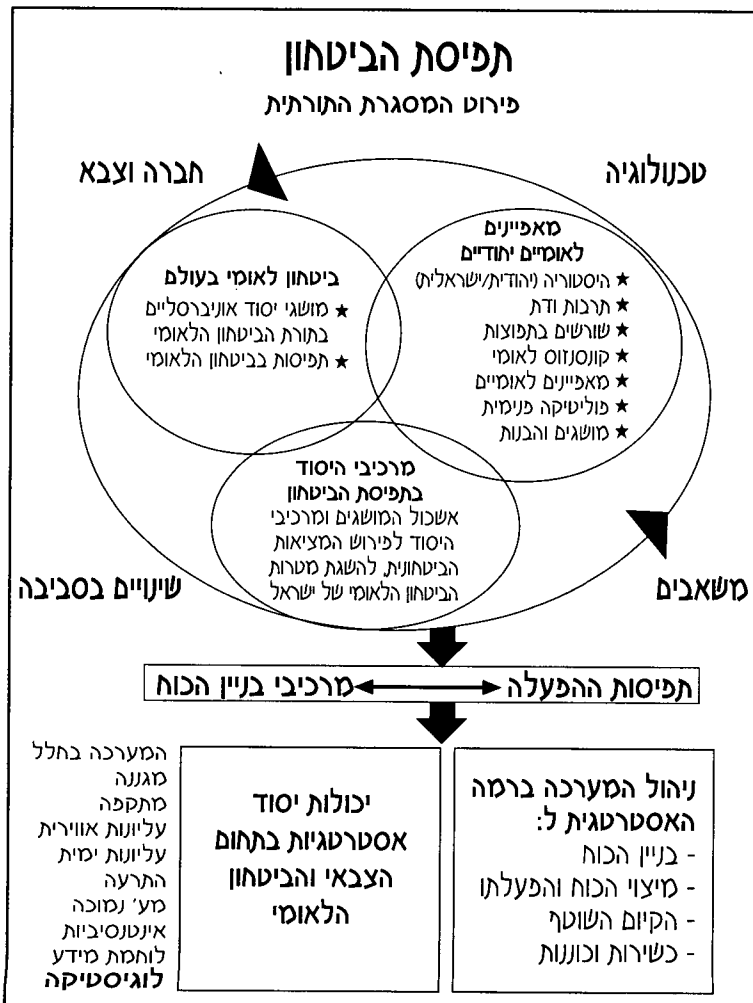 תפיסת הביטחון
פירוט המסגרת התורתית
טכנולוגיה
חברה וצבא
מאפיינים
לאומיים יחודיים
★ היסטוריה (יהודית/ישראלית)
★ תרבות ודת
★ שורשים בתפוצות
★ קונסנזוס לאומי
★ מאפיינים לאומיים
★ פוליטיקה פנימית
★ מושגים והבנות
ביטחון לאומי בעולם
★ מושגי יסוד אוניברסליים
בתורת הביטחון הלאומי
★ תפיסות בביטחון הלאומי
מרכיבי היסוד
בתפיסת הביטחון
אשכול המושגים ומרכיבי
היסוד לפירוש המציאות
הביטחונית, להשגת מטרות
הביטחון הלאומי של ישראל
משאבים
שינויים בסביבה
תפיסות ההפעלה
מרכיבי בניין הכוח
ניהול המערכה ברמה
האסטרטגית ל:
- בניין הכוח
- מיצוי הכוח והפעלתו
- הקיום השוטף
- כשירות וכוננות
יכולות יסוד
אסטרטגיות בתחום
הצבאי והביטחון
הלאומי
המערכה בחלל
מגננה
מתקפה
עליונות אווירית
עליונות ימית
התרעה
מע' נמוכה
אינטנסיביות
לוחמת מידע
לוגיסטיקה